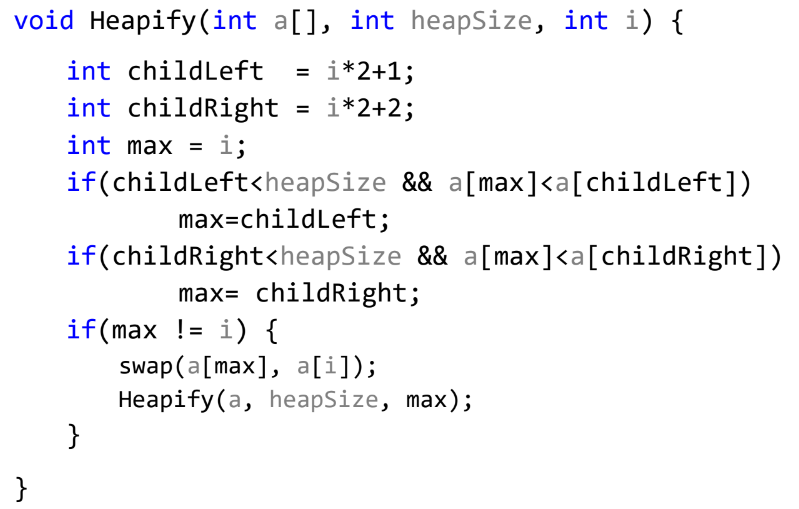 void Heapify(int a[], int heapSize, int i) {
int childLeft  = i*2+1;
int childRight = i*2+2;
int max = i;
if(childLeft<heapSize && a[max]<a[childLeft])
max=childLeft;
if(childRight<heapSize && a[max]<a[childRight])
max= childRight;
if(max != i) {
swap(a[max], a[i]);
Heapify(a, heapSize, max);
}
}